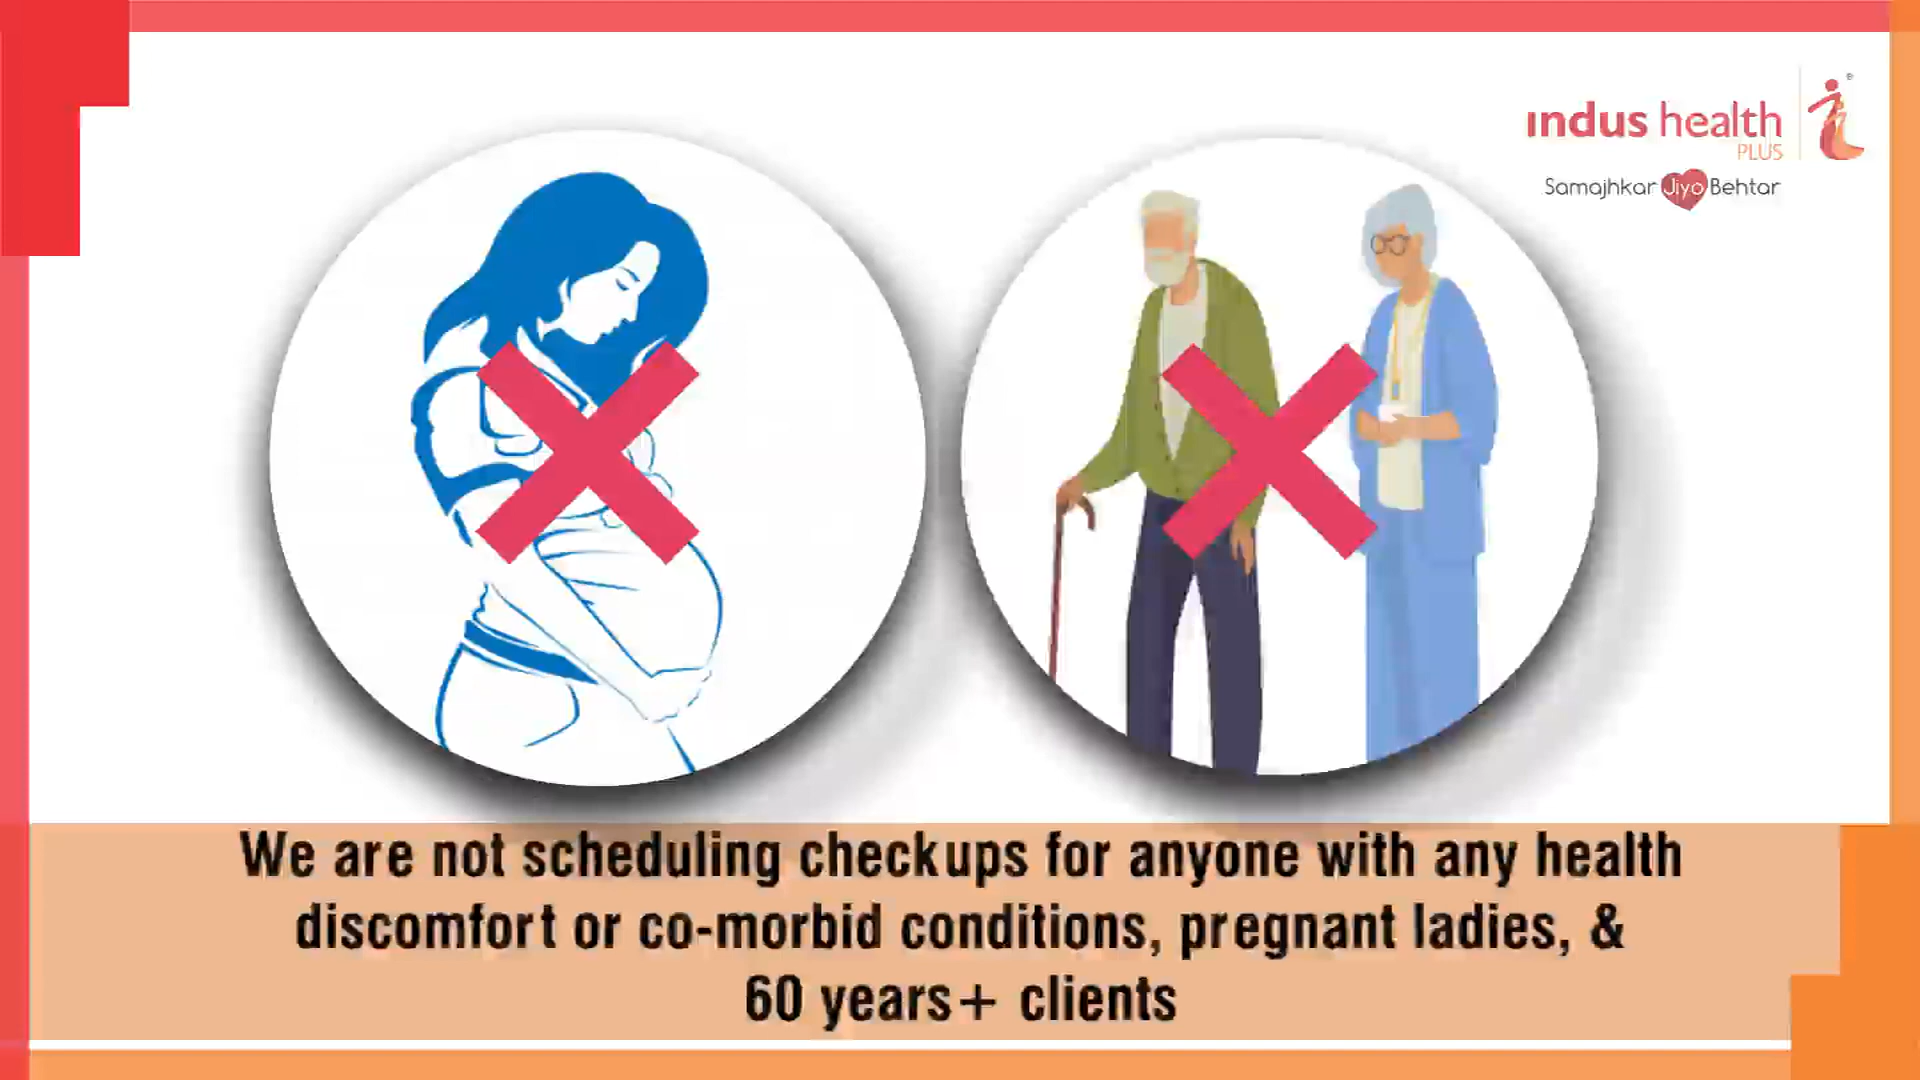 indus health
PLUS
Samajhkar Jiyo Behtar
We are not scheduling checkups for anyone with any health
discomfort or co-morbid conditions, pregnant ladies, &
60 years+ clients